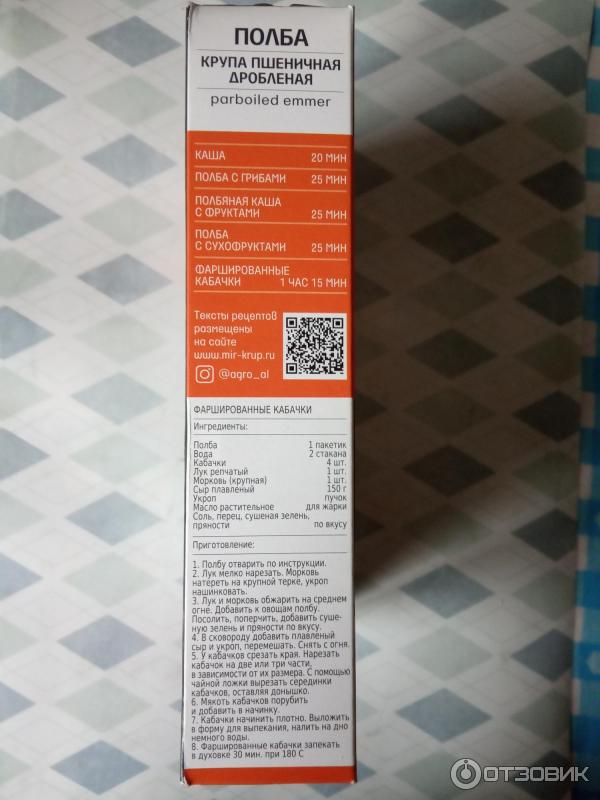 ПОЛБА
КРУПА ПШЕНИЧНАЯ
ДРОБЛЕНАЯ
parboiled emmer
КАША 20 МИН
ПОЛБА С ГРИБАМИ 25 МИН
ПОЛБЯНАЯ КАША
С ФРУКТАМИ 25 МИН
ПОЛБА
С СУХОФРУКТАМИ 25 МИН
ФАРШИРОВАННЫЕ
КАБАЧКИ 1 ЧАС 15 МИН
Тексты рецептов
размещены
на сайте
www.mir-krup.ru
@agro_al
ФАРШИРОВАННЫЕ КАБАЧКИ
Ингредиенты:
Полба 1 пакетик
Вода 2 стакана
Кабачки 4 шт.
Лук репчатый 1 шт.
Морковь (крупная) 1 шт.
Сыр плавленый 150 г
Укроп пучок
Масло растительное для жарки
Соль, перец, сушеная зелень,
пряности по вкусу
Приготовление:
1. Полбу отварить по инструкции.
2. Лук мелко нарезать. Морковь
натереть на крупной терке, укроп
нашинковать.
3. Лук и морковь обжарить на среднем
огне. Добавить к овощам полбу.
Посолить, поперчить, добавить суше-
ную зелень и пряности по вкусу.
4. В сковороду добавить плавленый
сыр и укроп, перемешать. Снять с огня.
5. У кабачков срезать края. Нарезать
кабачок на две или три части,
в зависимости от их размера. С помощью
чайной ложки вырезать серединки
кабачков, оставляя донышко.
6. Мякоть кабачков порубить
и добавить в начинку.
7. Кабачки начинить плотно. Выложить
в форму для выпекания, налить на дно
немного воды.
8. Фаршированные кабачки запекать
в духовке 30 мин. при 180 С
ОТЗОВИК